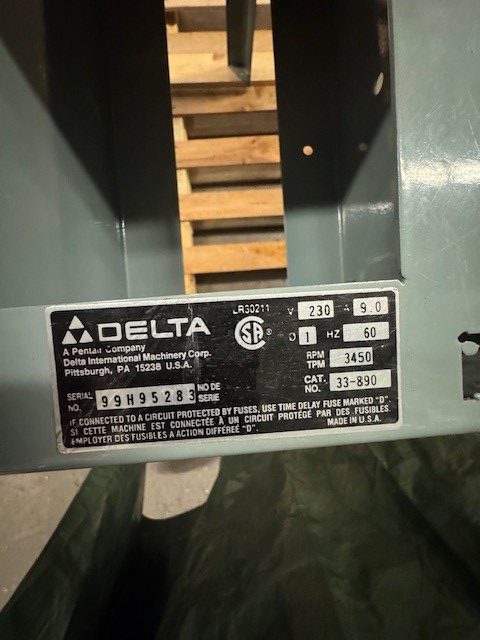 DELTA
A Pentair Company
Delta International Machinery Corp.
Pittsburgh, PA 15238 U.S.A.
SERIAL NO. 99H95283 NO DE SERIE
LR30211
SA®
V 230 A 9.0
Ø 1 HZ 60
RPM TPM 3450
CAT. NO. 33-890
IF CONNECTED TO A CIRCUIT PROTECTED BY FUSES, USE TIME DELAY FUSE MARKED "D".
SI CETTE MACHINE EST CONNECTÉE À UN CIRCUIT PROTÉGÉ PAR DES FUSIBLES.
EMPLOYER DES FUSIBLES A ACTION DIFFEREE "D". MADE IN U.S.A.